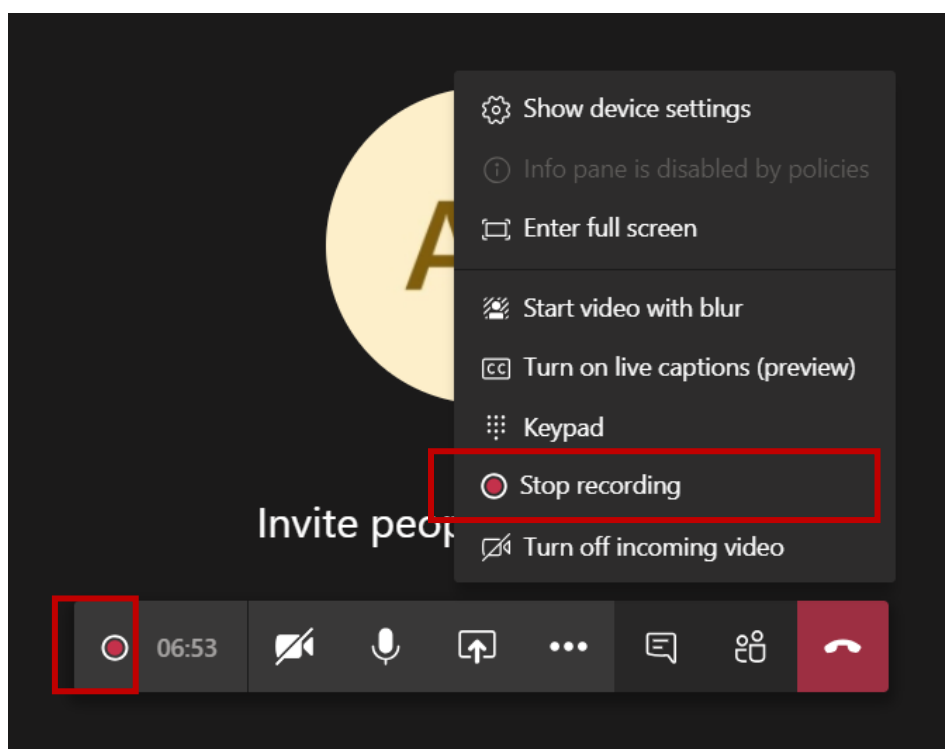 Show device settings
Info pane is disabled by policies
Enter full screen
Start video with blur
CC Turn on live captions (preview)
Keypad
Stop recording
Turn off incoming video
A
Invite
06:53